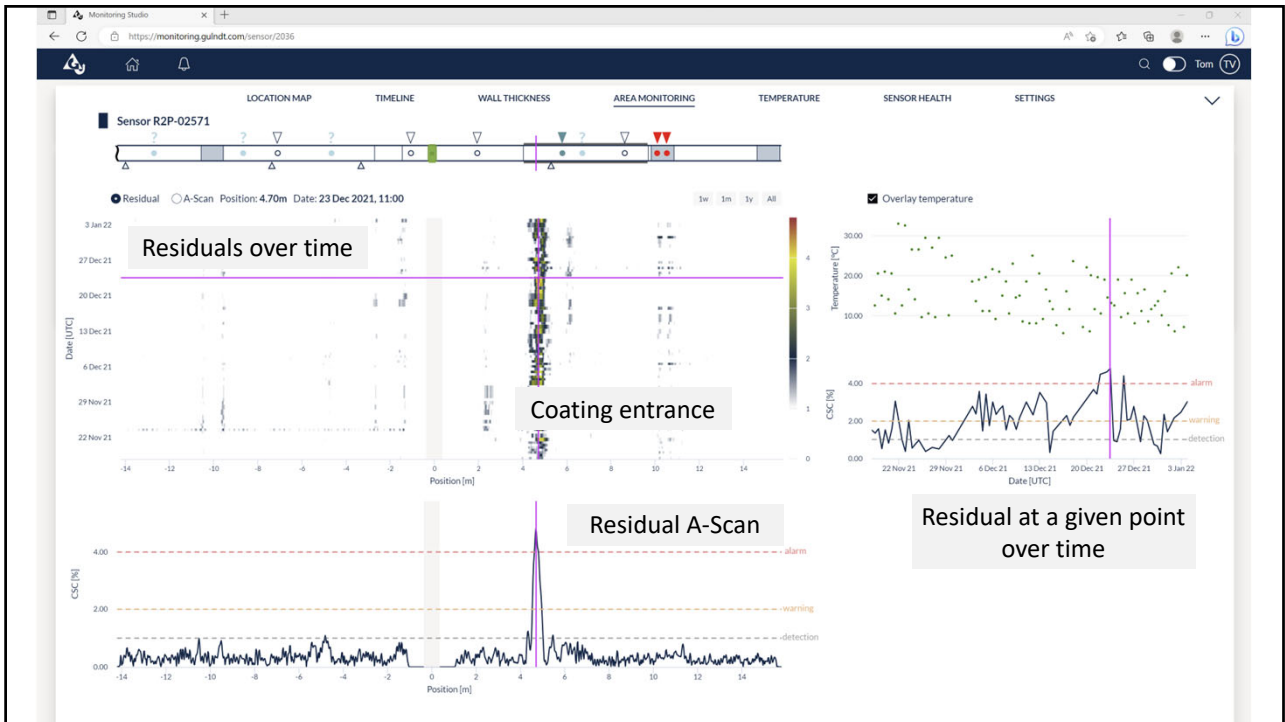 Monitoring Studio
https://monitoring.gulndt.com/sensor/2036
Tom TV
LOCATION MAP TIMELINE WALL THICKNESS AREA MONITORING TEMPERATURE SENSOR HEALTH SETTINGS
Sensor R2P-02571
? ? ? ?
Residual A-Scan Position: 4.70m Date: 23 Dec 2021, 11:00 1w 1m 1y All
Overlay temperature
Residuals over time
Coating entrance
Date [UTC]
3 Jan 22
27 Dec 21
20 Dec 21
13 Dec 21
6 Dec 21
29 Nov 21
22 Nov 21
-14 -12 -10 -8 -6 -4 -2 0 2 4 6 8 10 12 14
Position [m]
4
3
2
1
0
Temperature [°C]
30.00
20.00
10.00
CSC [%]
4.00 alarm
2.00 warning
detection
0.00
22 Nov 21 29 Nov 21 6 Dec 21 13 Dec 21 20 Dec 21 27 Dec 21 3 Jan 22
Date [UTC]
Residual at a given point
over time
Residual A-Scan
CSC [%]
4.00 alarm
2.00 warning
detection
0.00
-14 -12 -10 -8 -6 -4 -2 0 2 4 6 8 10 12 14
Position [m]